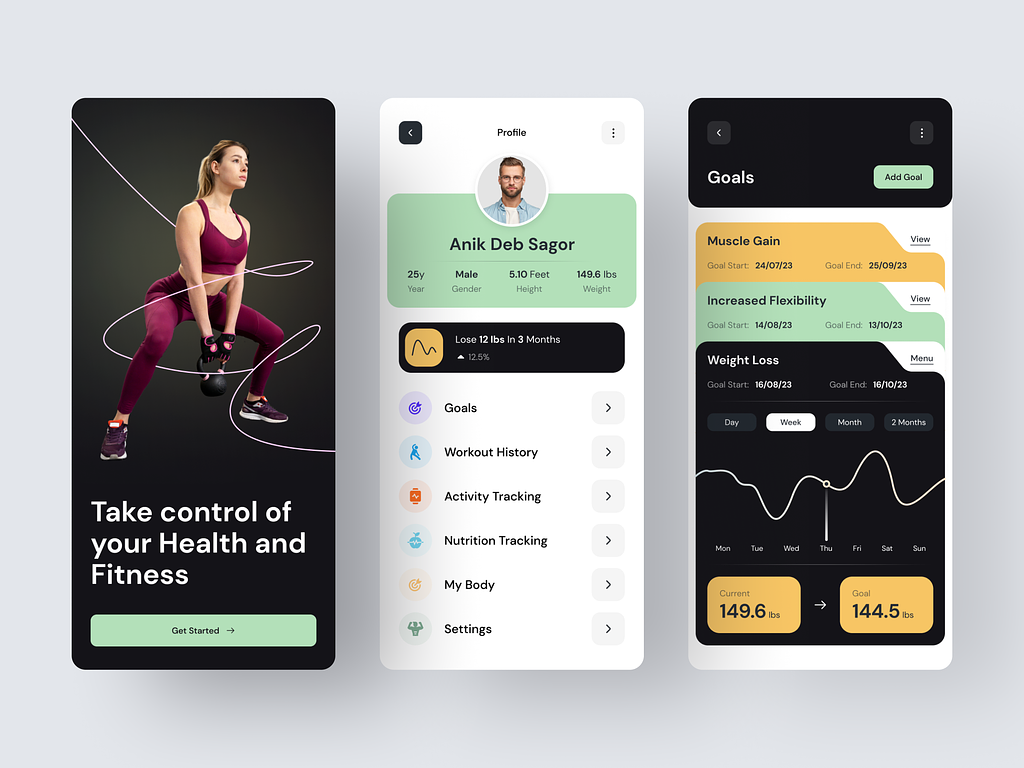 Take control of
your Health and
Fitness
Get Started
Profile
Anik Deb Sagor
25y Male 5.10 Feet 149.6 lbs
Year Gender Height Weight
Lose 12 lbs In 3 Months
12.5%
Goals
Workout History
Activity Tracking
Nutrition Tracking
My Body
Settings
Goals
Add Goal
Muscle Gain
View
Goal Start: 24/07/23 Goal End: 25/09/23
Increased Flexibility
View
Goal Start: 14/08/23 Goal End: 13/10/23
Weight Loss
Menu
Goal Start: 16/08/23 Goal End: 16/10/23
Day Week Month 2 Months
Mon Tue Wed Thu Fri Sat Sun
Current Goal
149.6 lbs 144.5 lbs